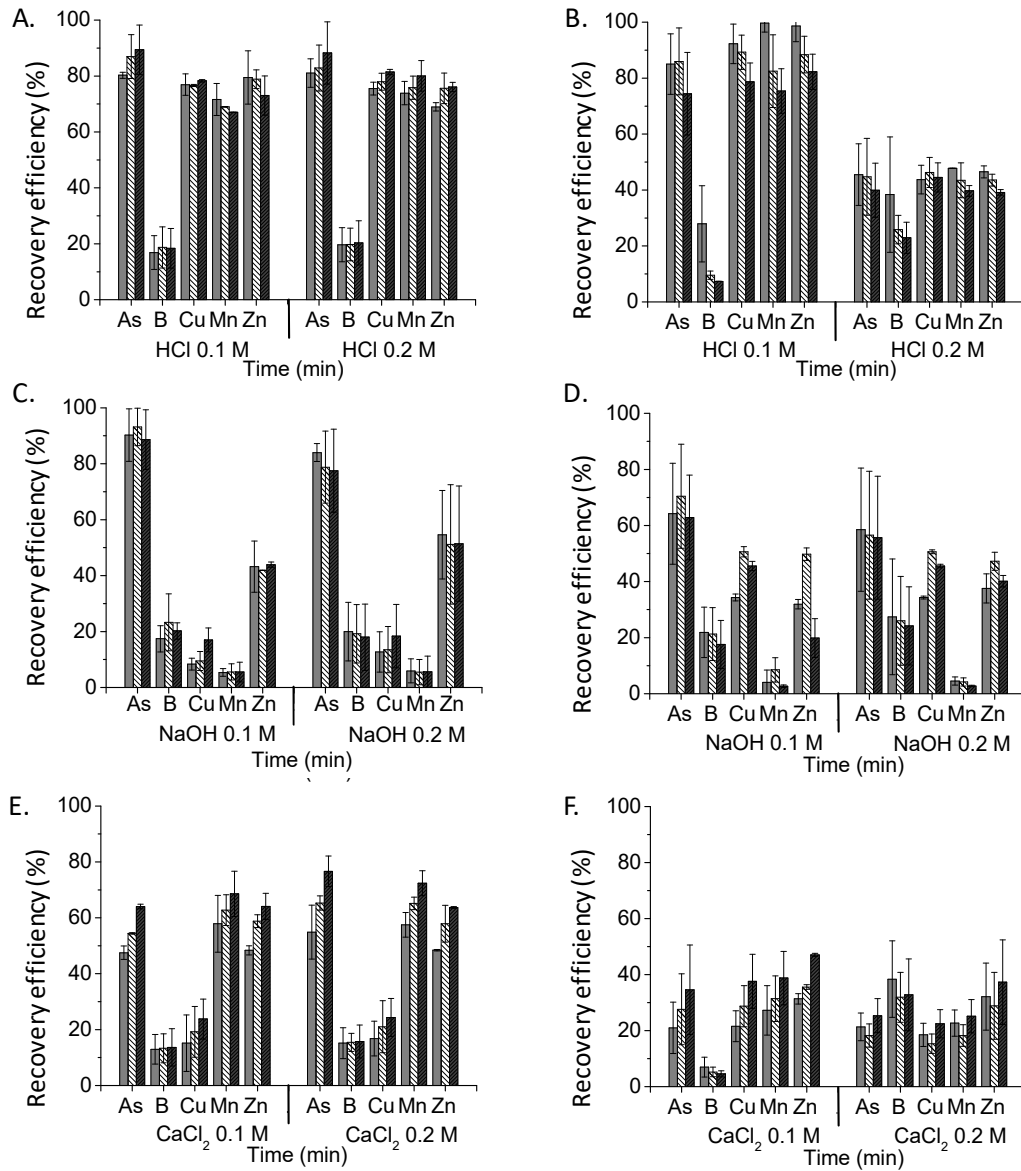 A.
Recovery efficiency (%)
100
80
60
40
20
0
As B Cu Mn Zn As B Cu Mn Zn
HCl 0.1 M HCl 0.2 M
Time (min)
B.
Recovery efficiency (%)
100
80
60
40
20
0
As B Cu Mn Zn As B Cu Mn Zn
HCl 0.1 M HCl 0.2 M
Time (min)
C.
Recovery efficiency (%)
100
80
60
40
20
0
As B Cu Mn Zn As B Cu Mn Zn
NaOH 0.1 M NaOH 0.2 M
Time (min)
D.
Recovery efficiency (%)
100
80
60
40
20
0
As B Cu Mn Zn As B Cu Mn Zn
NaOH 0.1 M NaOH 0.2 M
Time (min)
E.
Recovery efficiency (%)
100
80
60
40
20
0
As B Cu Mn Zn As B Cu Mn Zn
CaCl₂ 0.1 M CaCl₂ 0.2 M
Time (min)
F.
Recovery efficiency (%)
100
80
60
40
20
0
As B Cu Mn Zn As B Cu Mn Zn
CaCl₂ 0.1 M CaCl₂ 0.2 M
Time (min)